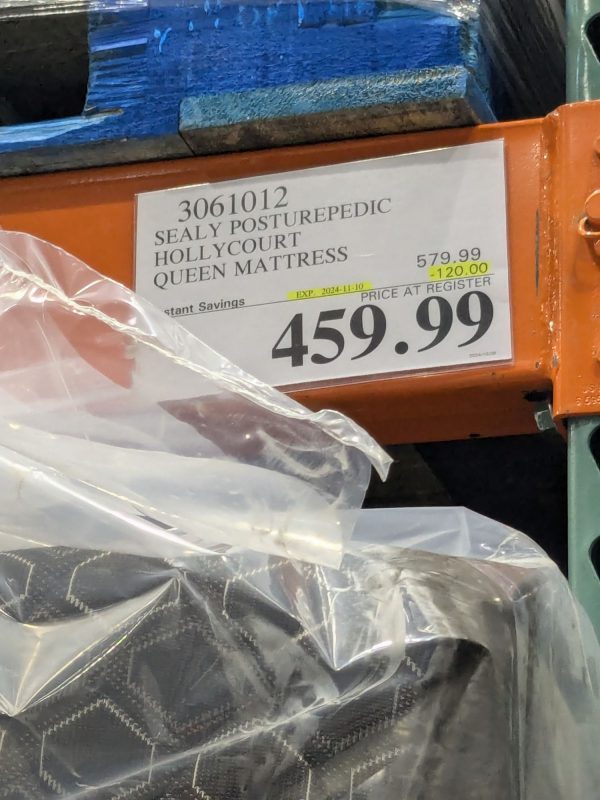 3061012
SEALY POSTUREPEDIC
HOLLYCOURT
QUEEN MATTRESS
579.99
-120.00
stant Savings
EXP. 2024-11-10
PRICE AT REGISTER
459.99